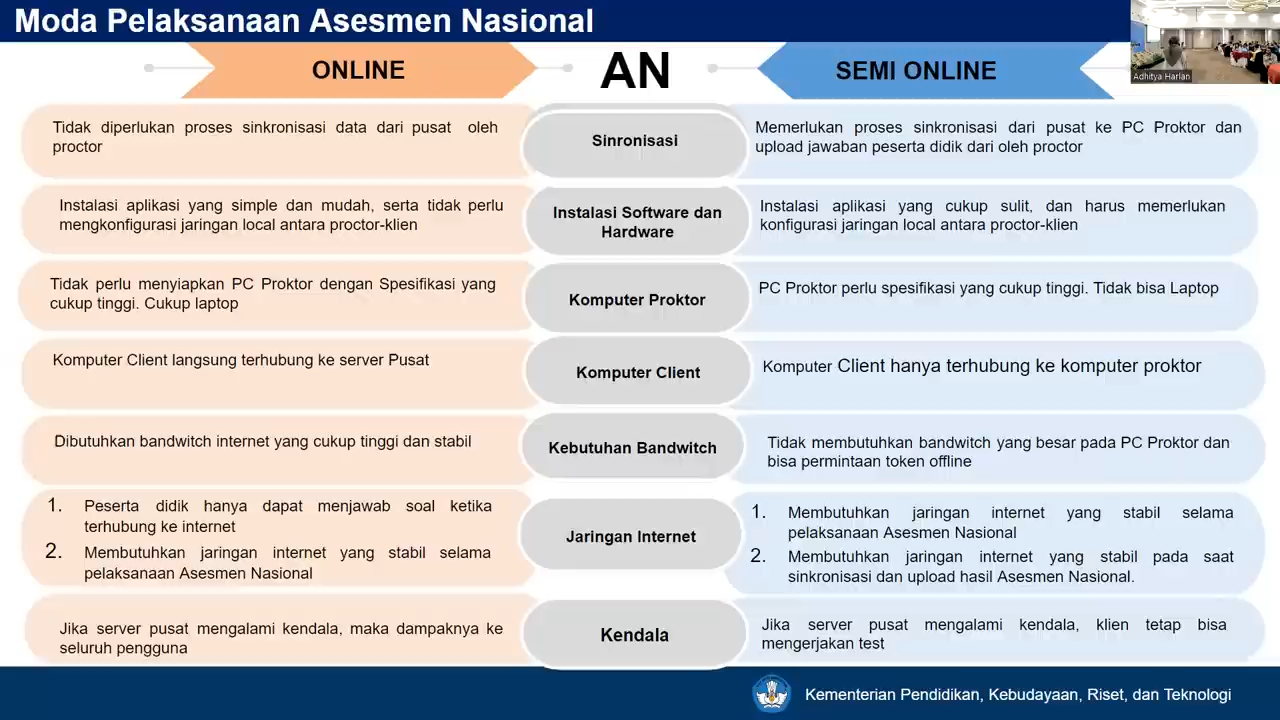 Moda Pelaksanaan Asesmen Nasional
Adhitya Harlan
ONLINE
AN
SEMI ONLINE
Tidak diperlukan proses sinkronisasi data dari pusat oleh
proctor
Sinronisasi
Memerlukan proses sinkronisasi dari pusat ke PC Proktor dan
upload jawaban peserta didik dari oleh proctor
Instalasi aplikasi yang simple dan mudah, serta tidak perlu
mengkonfigurasi jaringan local antara proctor-klien
Instalasi Software dan
Hardware
Instalasi aplikasi yang cukup sulit, dan harus memerlukan
konfigurasi jaringan local antara proctor-klien
Tidak perlu menyiapkan PC Proktor dengan Spesifikasi yang
cukup tinggi. Cukup laptop
Komputer Proktor
PC Proktor perlu spesifikasi yang cukup tinggi. Tidak bisa Laptop
Komputer Client langsung terhubung ke server Pusat
Komputer Client
Komputer Client hanya terhubung ke komputer proktor
Dibutuhkan bandwitch internet yang cukup tinggi dan stabil
Kebutuhan Bandwitch
Tidak membutuhkan bandwitch yang besar pada PC Proktor dan
bisa permintaan token offline
1. Peserta didik hanya dapat menjawab soal ketika
terhubung ke internet
2. Membutuhkan jaringan internet yang stabil selama
pelaksanaan Asesmen Nasional
Jaringan Internet
1. Membutuhkan jaringan internet yang stabil selama
pelaksanaan Asesmen Nasional
2. Membutuhkan jaringan internet yang stabil pada saat
sinkronisasi dan upload hasil Asesmen Nasional.
Jika server pusat mengalami kendala, maka dampaknya ke
seluruh pengguna
Kendala
Jika server pusat mengalami kendala, klien tetap bisa
mengerjakan test
Kementerian Pendidikan, Kebudayaan, Riset, dan Teknologi